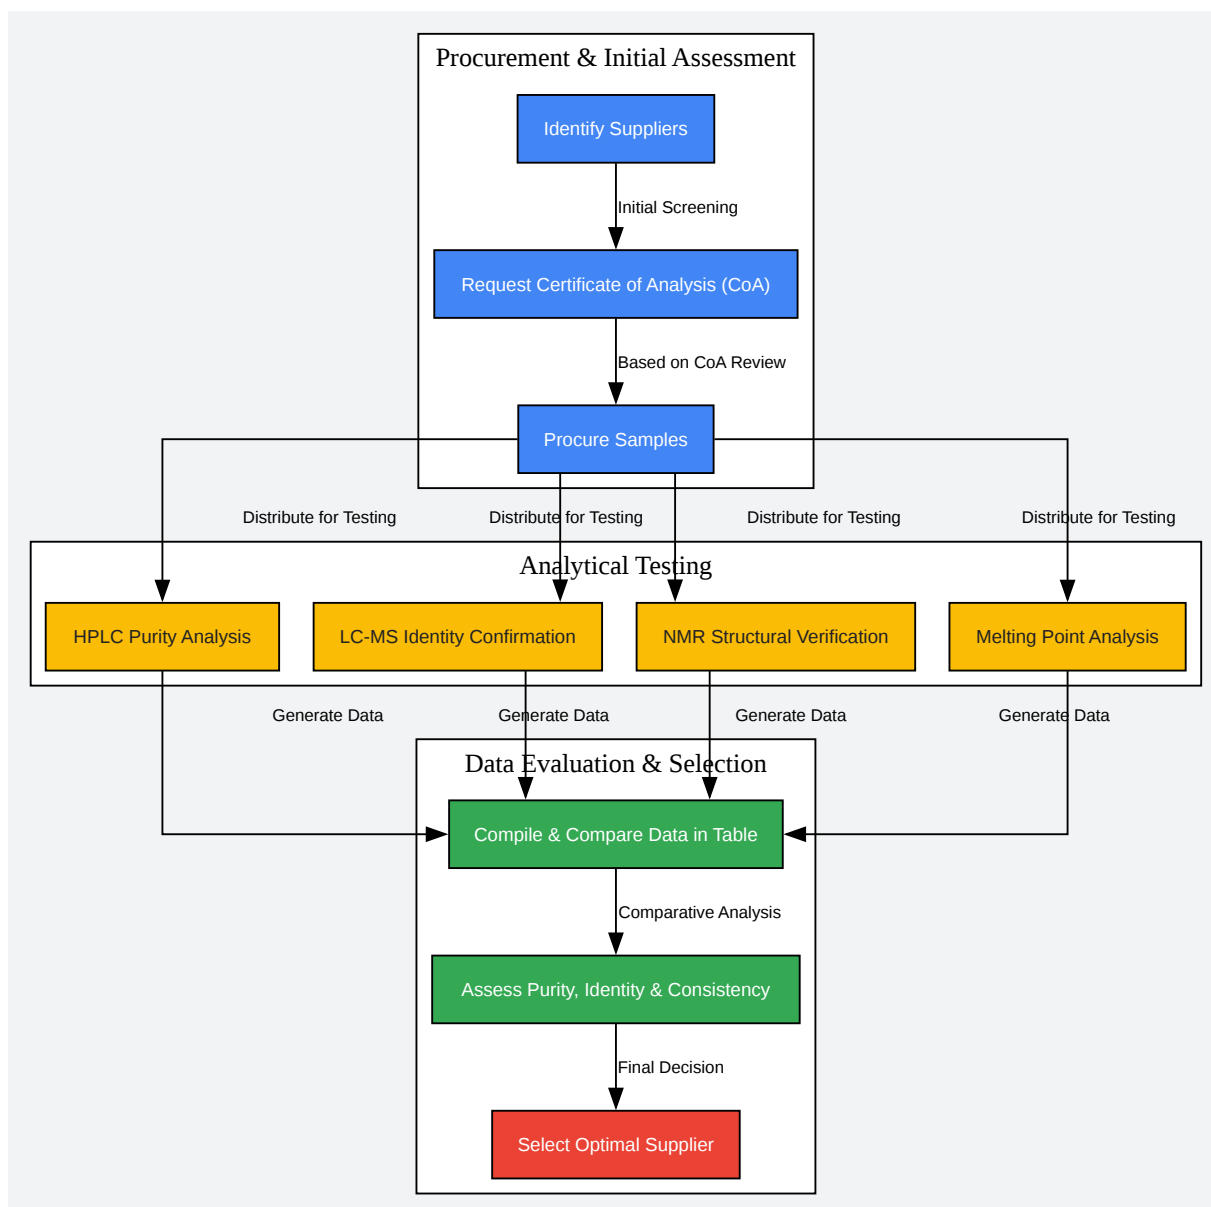 Procurement & Initial Assessment
Identify Suppliers
Initial Screening
Request Certificate of Analysis (CoA)
Based on CoA Review
Procure Samples
Distribute for Testing
Distribute for Testing
Distribute for Testing
Distribute for Testing
Analytical Testing
HPLC Purity Analysis
LC-MS Identity Confirmation
NMR Structural Verification
Melting Point Analysis
Generate Data
Generate Data
Generate Data
Generate Data
Data Evaluation & Selection
Compile & Compare Data in Table
Comparative Analysis
Assess Purity, Identity & Consistency
Final Decision
Select Optimal Supplier